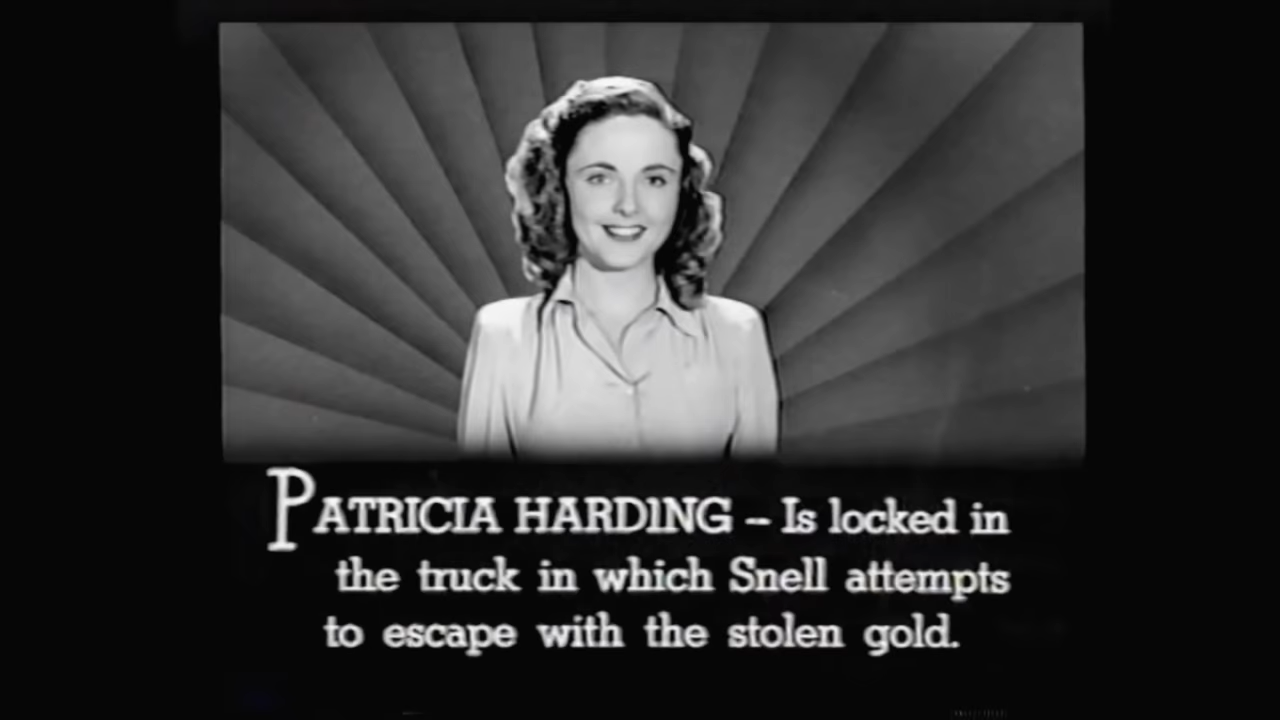 PATRICIA HARDING – Is locked in
the truck in which Snell attempts
to escape with the stolen gold.